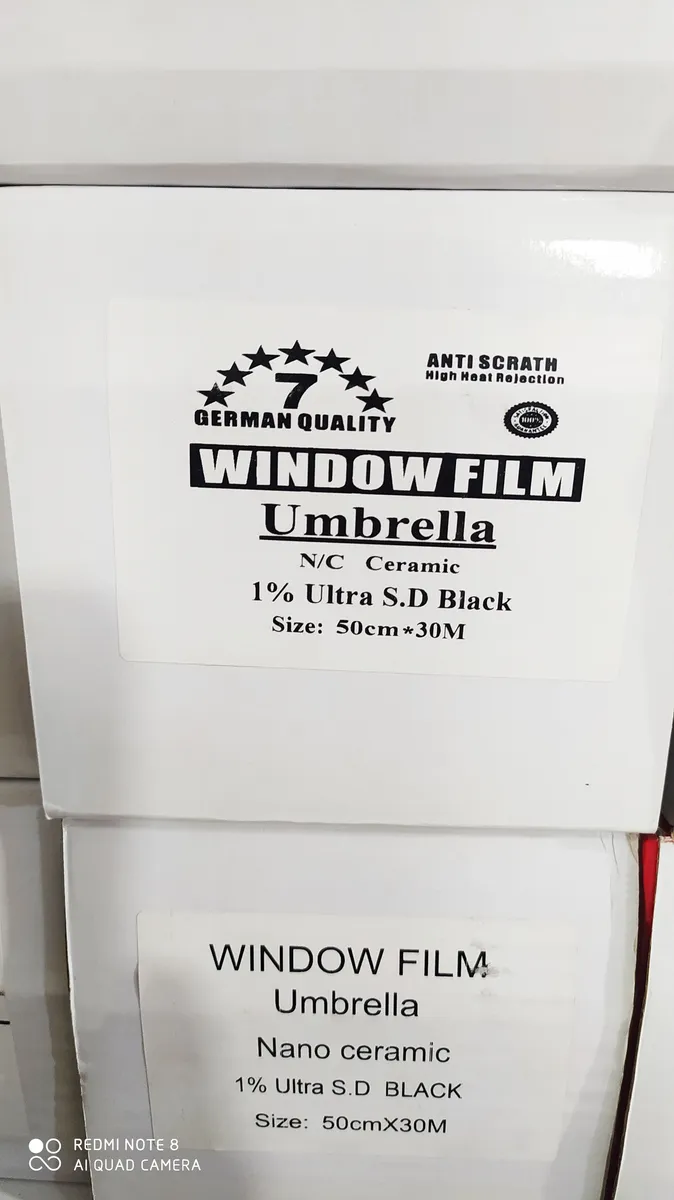 7
GERMAN QUALITY
ANTI SCRATH
High Heat Rejection
100%
WINDOW FILM
Umbrella
N/C Ceramic
1% Ultra S.D Black
Size: 50cm*30M
WINDOW FILM
Umbrella
Nano ceramic
1% Ultra S.D BLACK
Size: 50cmX30M
REDMI NOTE 8
AI QUAD CAMERA